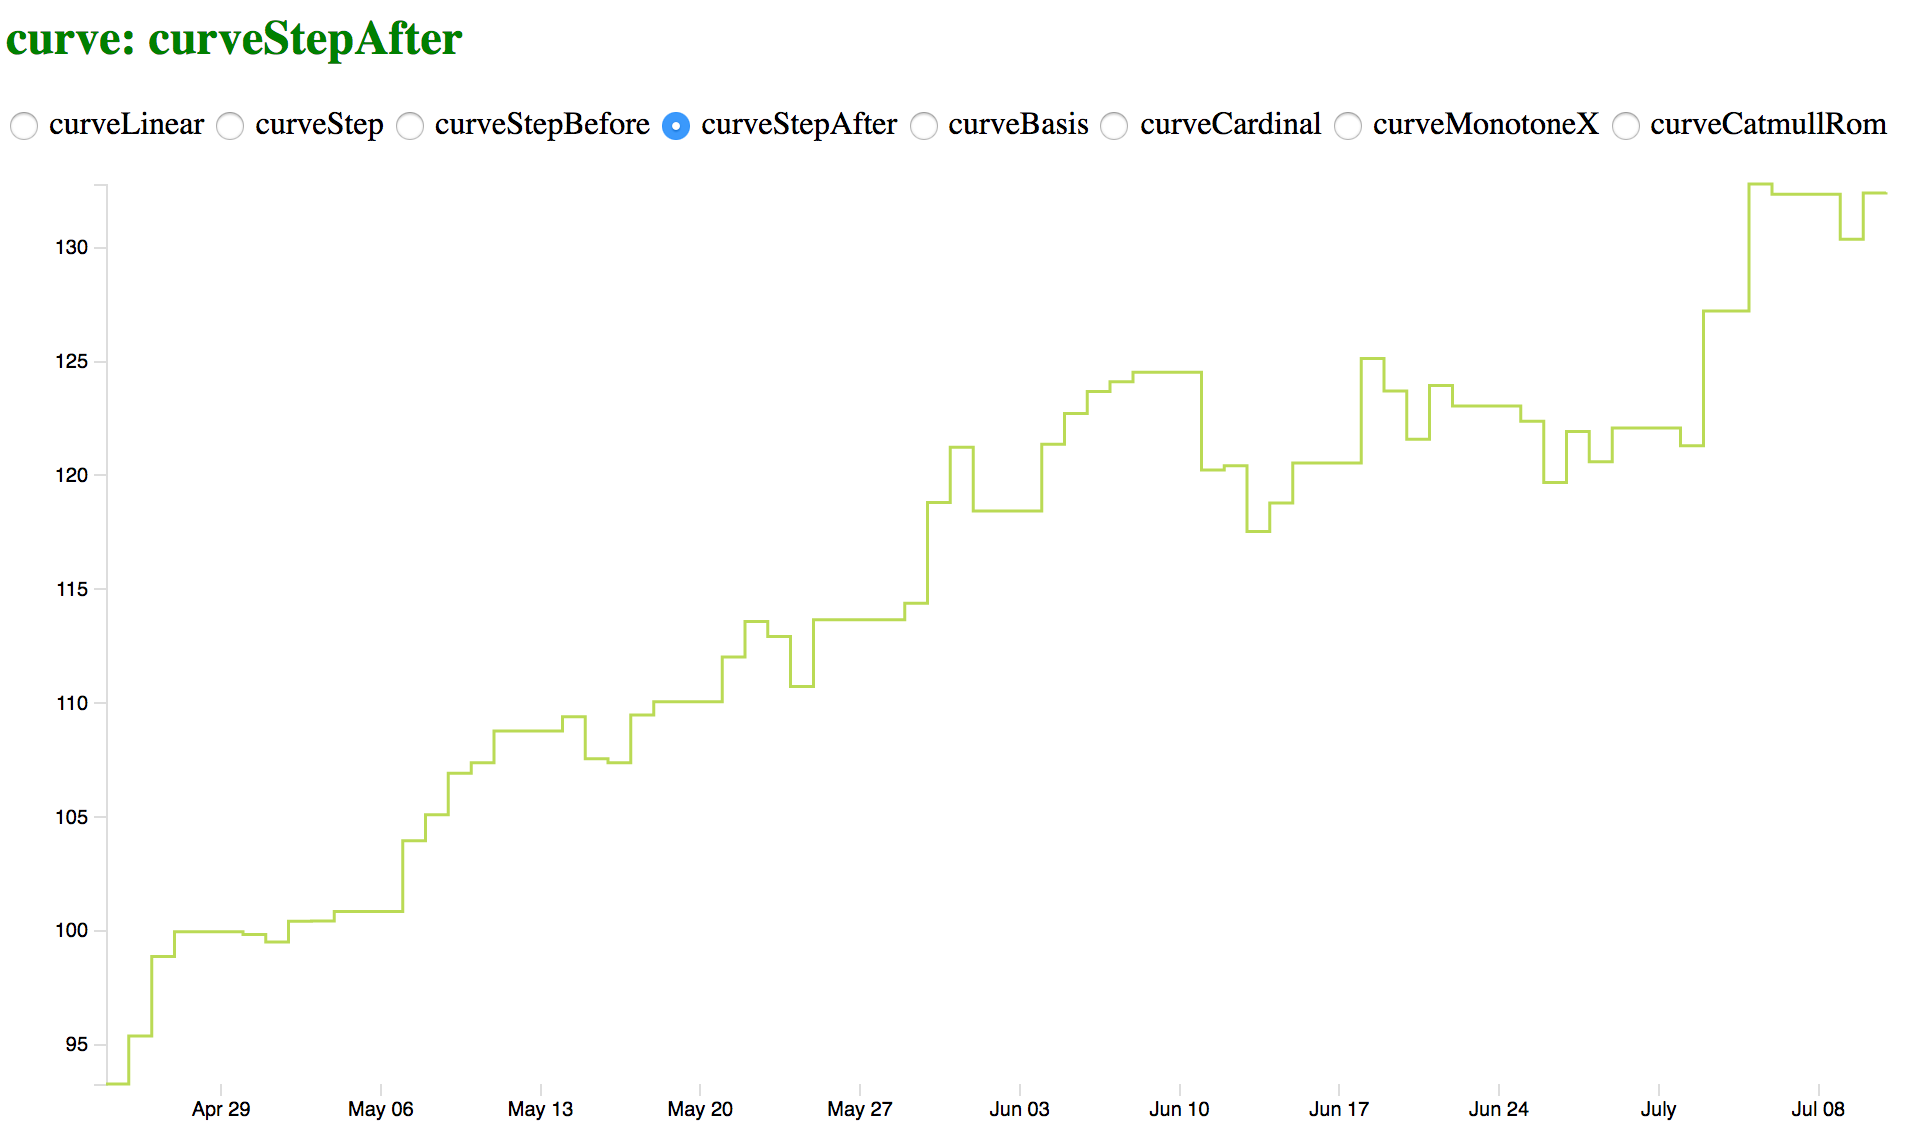 curve: curveStepAfter
curveLinear curveStep curveStepBefore curveStepAfter curveBasis curveCardinal curveMonotoneX curveCatmullRom
130
125
120
115
110
105
100
95
Apr 29 May 06 May 13 May 20 May 27 Jun 03 Jun 10 Jun 17 Jun 24 July Jul 08